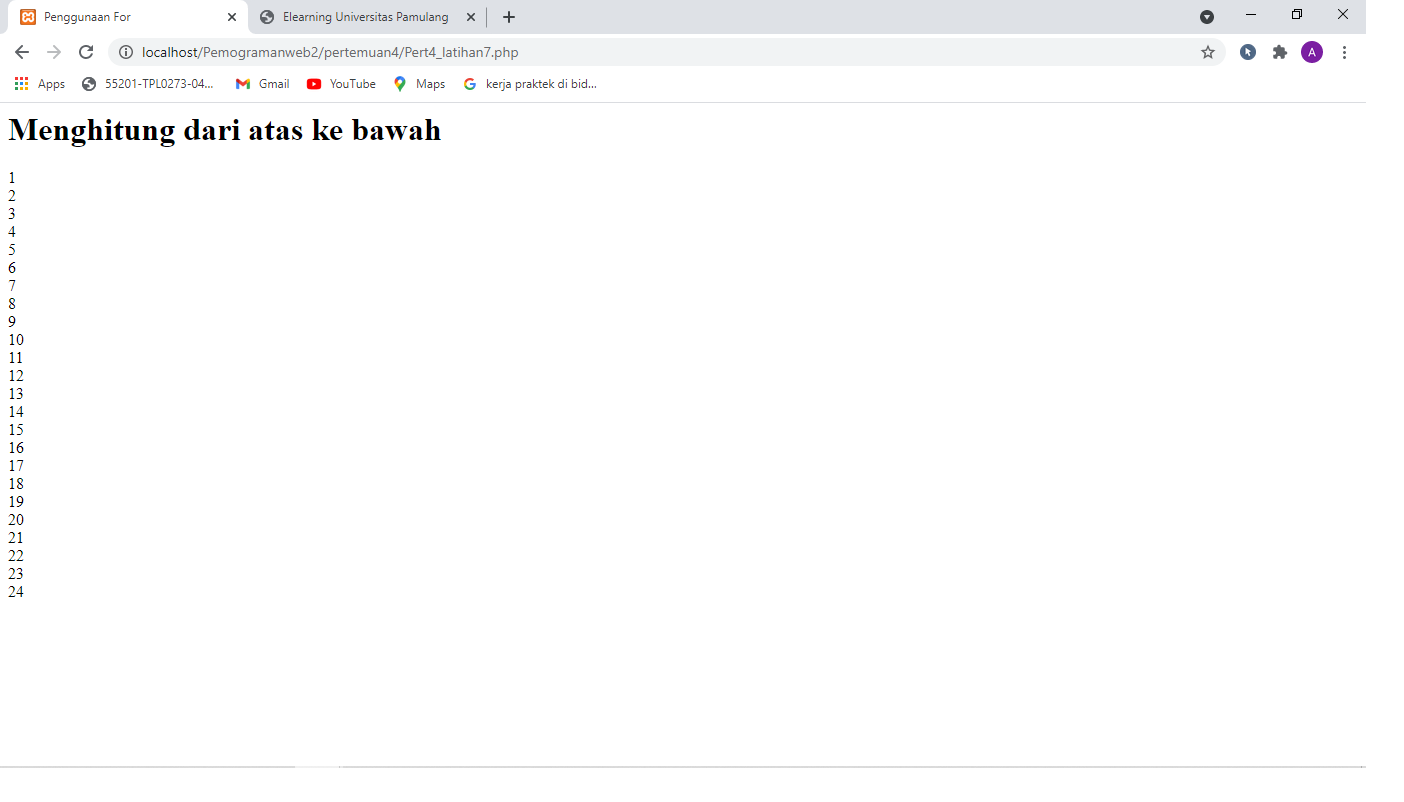 Penggunaan For
Elearning Universitas Pamulang
localhost/Pemogramanweb2/pertemuan4/Pert4_latihan7.php
A
Apps
55201-TPL0273-04...
Gmail
YouTube
Maps
kerja praktek di bid...
Menghitung dari atas ke bawah
1
2
3
4
5
6
7
8
9
10
11
12
13
14
15
16
17
18
19
20
21
22
23
24